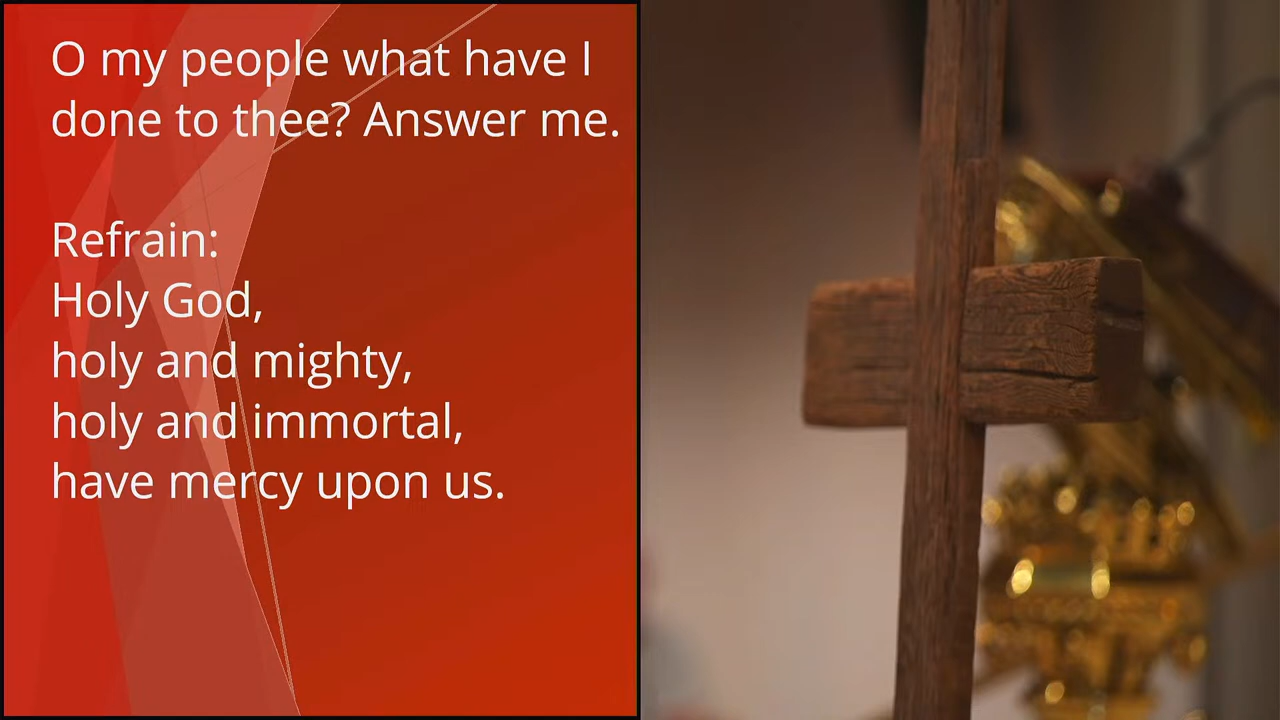 O my people what have I
done to thee? Answer me.
Refrain:
Holy God,
holy and mighty,
holy and immortal,
have mercy upon us.